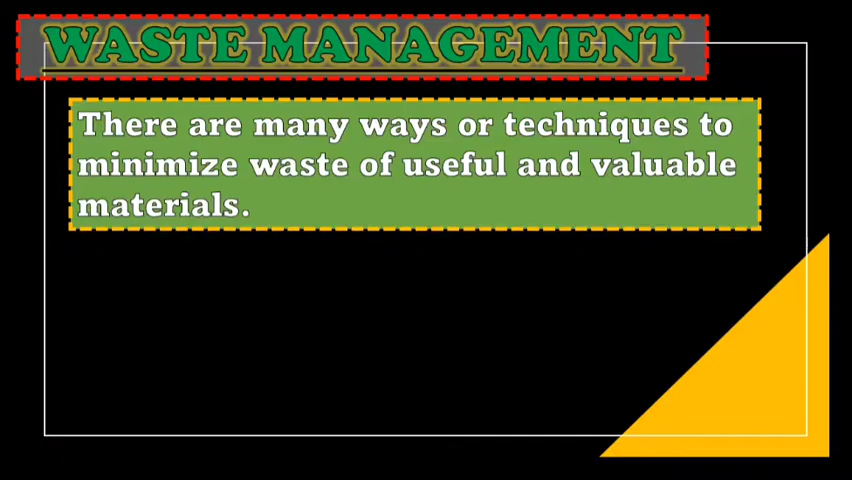 WASTE MANAGEMENT
There are many ways or techniques to
minimize waste of useful and valuable
materials.